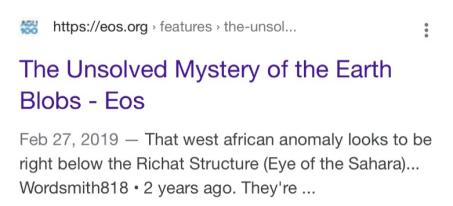 AGU
100
https://eos.org › features › the-unsol...
The Unsolved Mystery of the Earth
Blobs - Eos
Feb 27, 2019 — That west african anomaly looks to be
right below the Richat Structure (Eye of the Sahara)...
Wordsmith818 • 2 years ago. They're ...